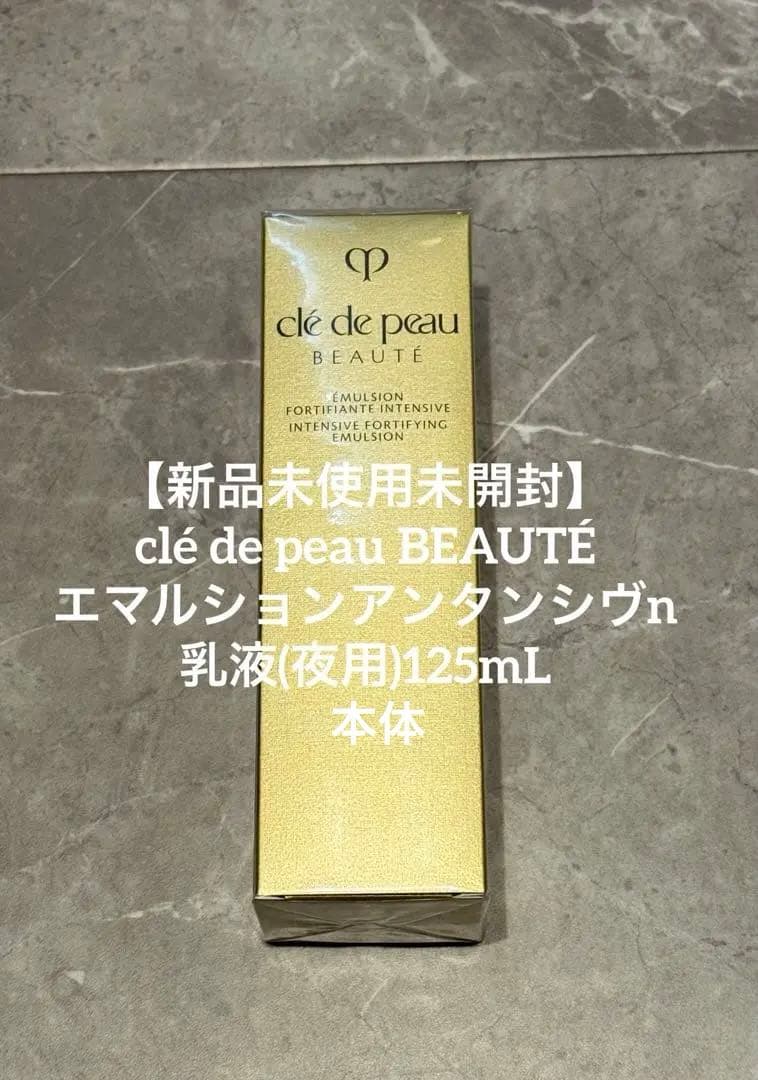 clé de peau
BEAUTÉ
ÉMULSION
FORTIFIANTE INTENSIVE
INTENSIVE FORTIFYING
EMULSION
【新品未使用未開封】
clé de peau BEAUTÉ
エマルションアンタンシヴn
乳液(夜用)125mL
本体